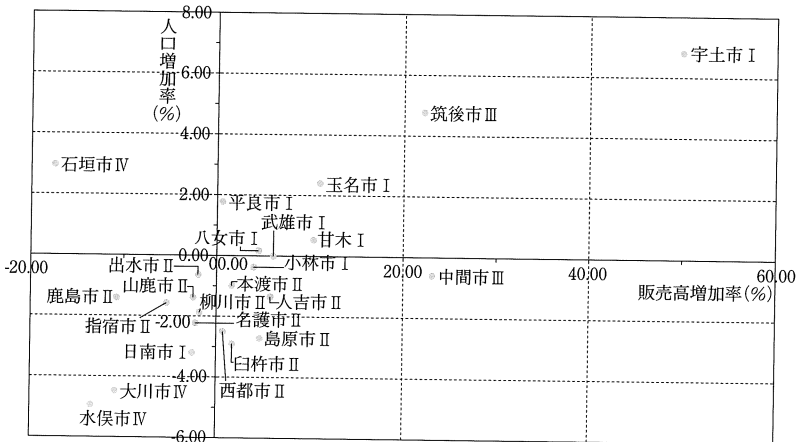 8.00
人口増加率(%)
6.00
宇土市Ⅰ
筑後市Ⅲ
4.00
石垣市Ⅳ
玉名市Ⅰ
2.00
平良市Ⅰ
武雄市Ⅰ
八女市Ⅰ
甘木Ⅰ
0.00
-20.00
出水市Ⅱ
00.00
小林市Ⅰ
20.00
中間市Ⅲ
40.00
60.00
山鹿市Ⅱ
本渡市Ⅱ
販売高増加率(%)
鹿島市Ⅱ
柳川市Ⅱ
人吉市Ⅱ
指宿市Ⅱ
-2.00
名護市Ⅱ
島原市Ⅱ
日南市Ⅰ
臼杵市Ⅱ
-4.00
大川市Ⅳ
西都市Ⅱ
水俣市Ⅳ
-6.00